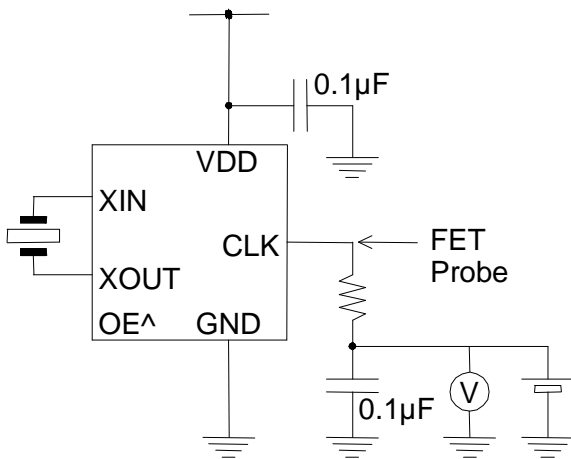 0.1µF
VDD
XIN
CLK
FET
Probe
XOUT
OE^ GND
0.1µF
V